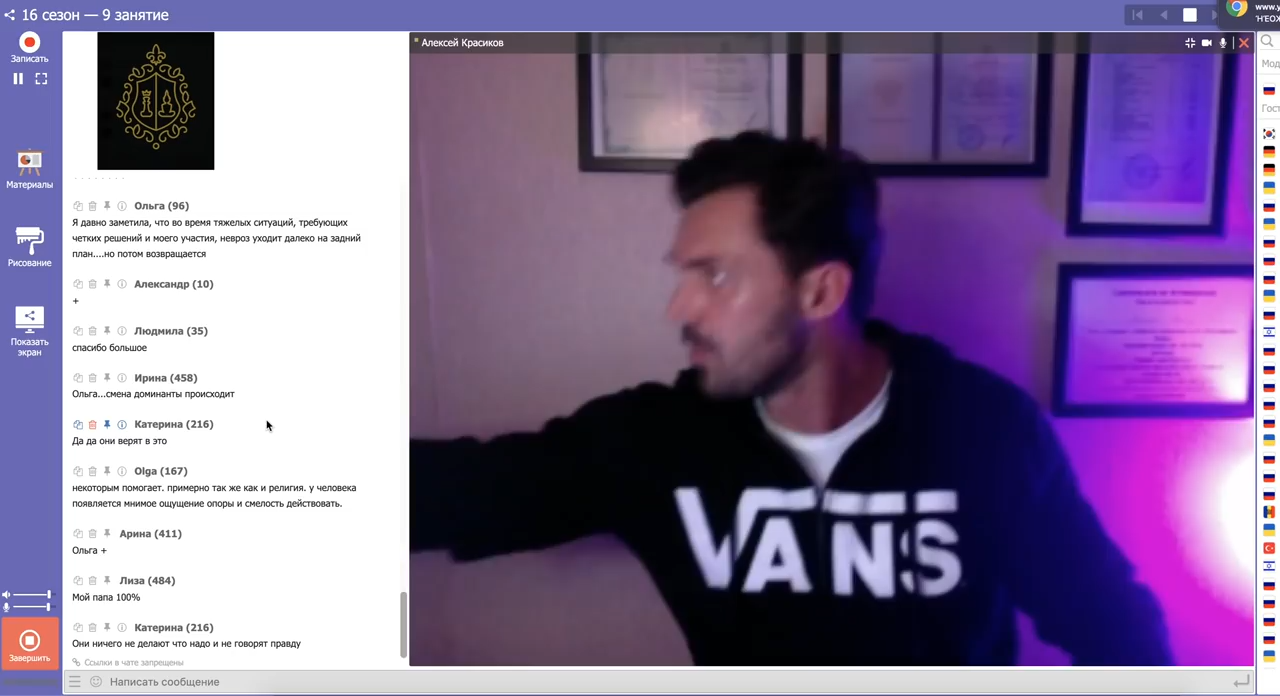 16 сезон — 9 занятие
www.y
Записать
Материалы
Рисование
Показать
экран
Завершить
Ольга (96)
Я давно заметила, что во время тяжелых ситуаций, требующих
четких решений и моего участия, невроз уходит далеко на задний
план....но потом возвращается
Александр (10)
+
Людмила (35)
спасибо большое
Ирина (458)
Ольга...смена доминанты происходит
Катерина (216)
Да да они верят в это
Olga (167)
некоторым помогает. примерно так же как и религия. у человека
появляется мнимое ощущение опоры и смелость действовать.
Арина (411)
Ольга +
Лиза (484)
Мой папа 100%
Катерина (216)
Они ничего не делают что надо и не говорят правду
Ссылки в чате запрещены
Написать сообщение
Алексей Красиков
VANS
Мод
Гост